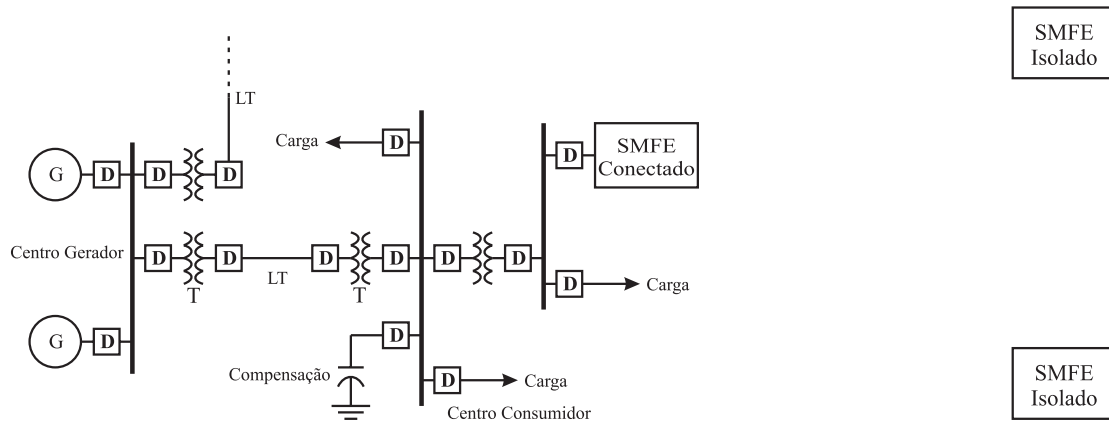 SMFE
Isolado
LT
Carga
D
SMFE
Conectado
D
G
D
D
D
Centro Gerador
D
D
D
D
D
D
LT
T
T
D
Carga
G
D
D
Compensação
D
Carga
Centro Consumidor
SMFE
Isolado